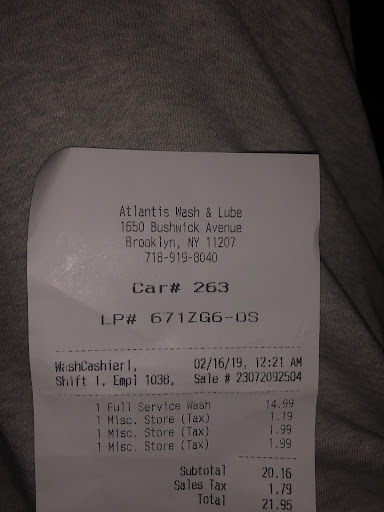 Atlantis Wash & Lube
1650 Bushwick Avenue
Brooklyn, NY 11207
718-919-8040
Car# 263
LP# 671ZG6-OS
WashCashier1, 02/16/19, 12:21 AM
Shift 1, Empl 103B, Sale # 23072092504
1 Full Service Wash 14.99
1 Misc. Store (Tax) 1.19
1 Misc. Store (Tax) 1.99
1 Misc. Store (Tax) 1.99
Subtotal 20.16
Sales Tax 1.79
Total 21.95